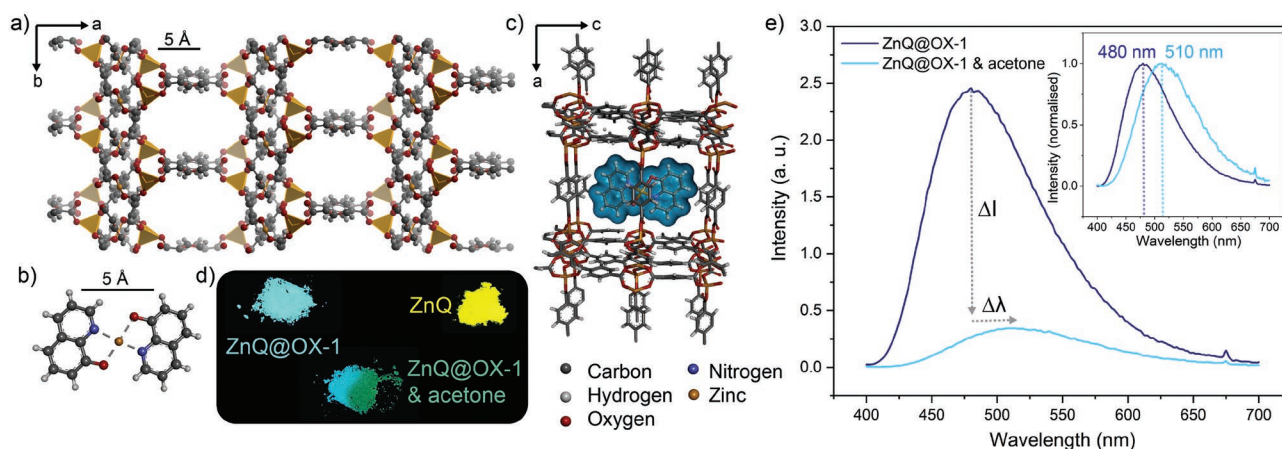 a)
a
b
5 Å
b)
5 Å
c)
c
a
d)
ZnQ@OX-1
ZnQ
ZnQ@OX-1
& acetone
Carbon
Nitrogen
Hydrogen
Zinc
Oxygen
e)
3.0
2.5
2.0
1.5
1.0
0.5
0.0
Intensity (a. u.)
400 450 500 550 600 650 700
Wavelength (nm)
ZnQ@OX-1
ZnQ@OX-1 & acetone
ΔI
Δλ
480 nm 510 nm
1.0
0.5
0.0
Intensity (normalised)
400 450 500 550 600 650 700
Wavelength (nm)